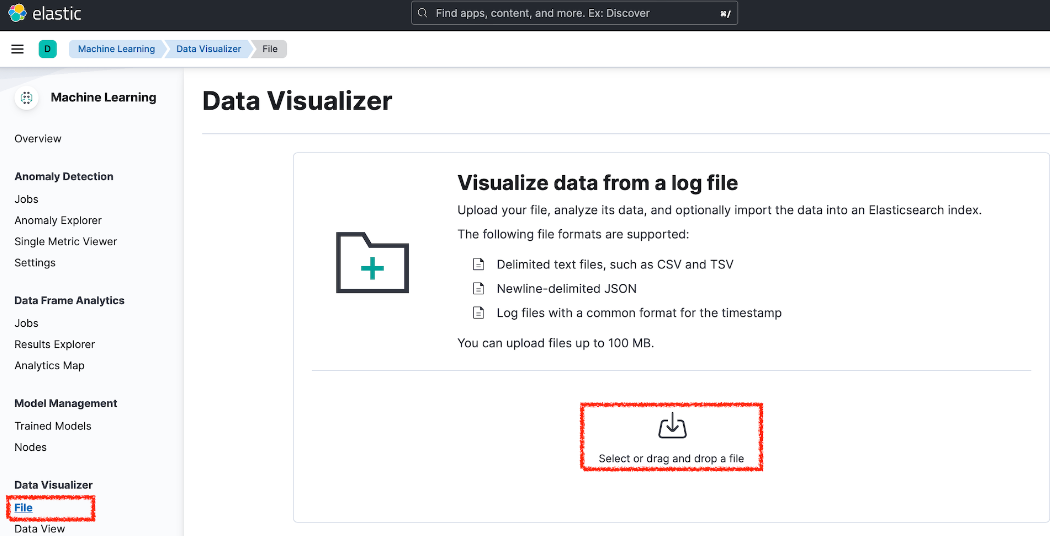 elastic
Find apps, content, and more. Ex: Discover
⌘/
D
Machine Learning
Data Visualizer
File
Machine Learning
Overview
Anomaly Detection
Jobs
Anomaly Explorer
Single Metric Viewer
Settings
Data Frame Analytics
Jobs
Results Explorer
Analytics Map
Model Management
Trained Models
Nodes
Data Visualizer
File
Data View
Data Visualizer
Visualize data from a log file
Upload your file, analyze its data, and optionally import the data into an Elasticsearch index.
The following file formats are supported:
Delimited text files, such as CSV and TSV
Newline-delimited JSON
Log files with a common format for the timestamp
You can upload files up to 100 MB.
Select or drag and drop a file